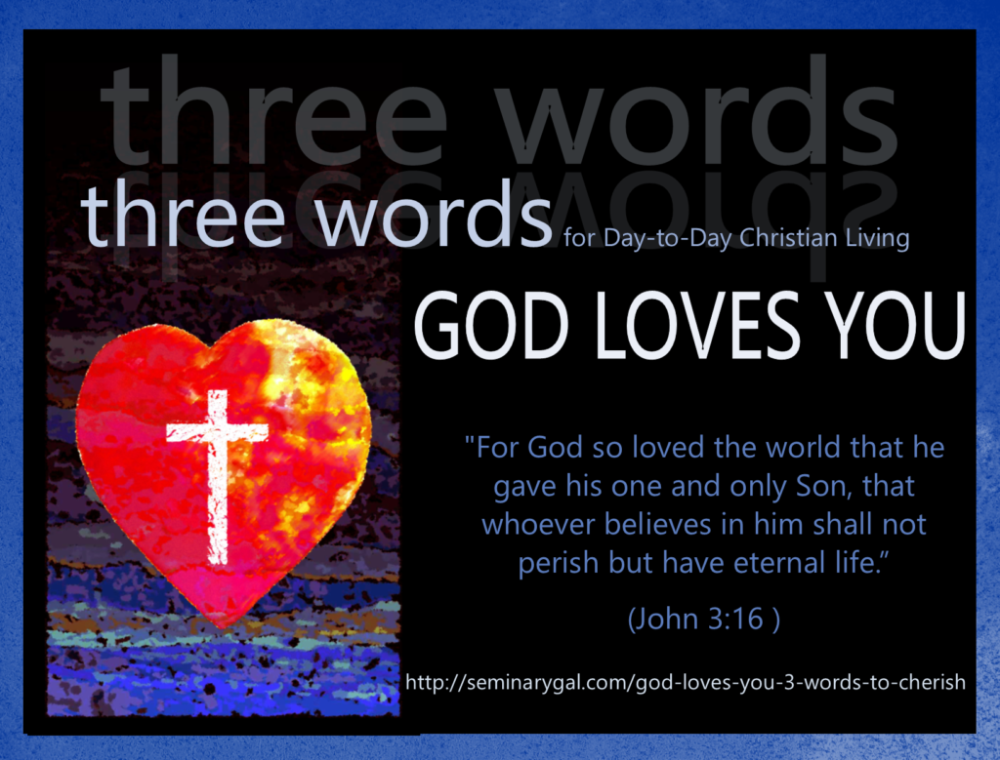 three words
three words for Day-to-Day Christian Living
GOD LOVES YOU
"For God so loved the world that he
gave his one and only Son, that
whoever believes in him shall not
perish but have eternal life.”
(John 3:16 )
http://seminarygal.com/god-loves-you-3-words-to-cherish